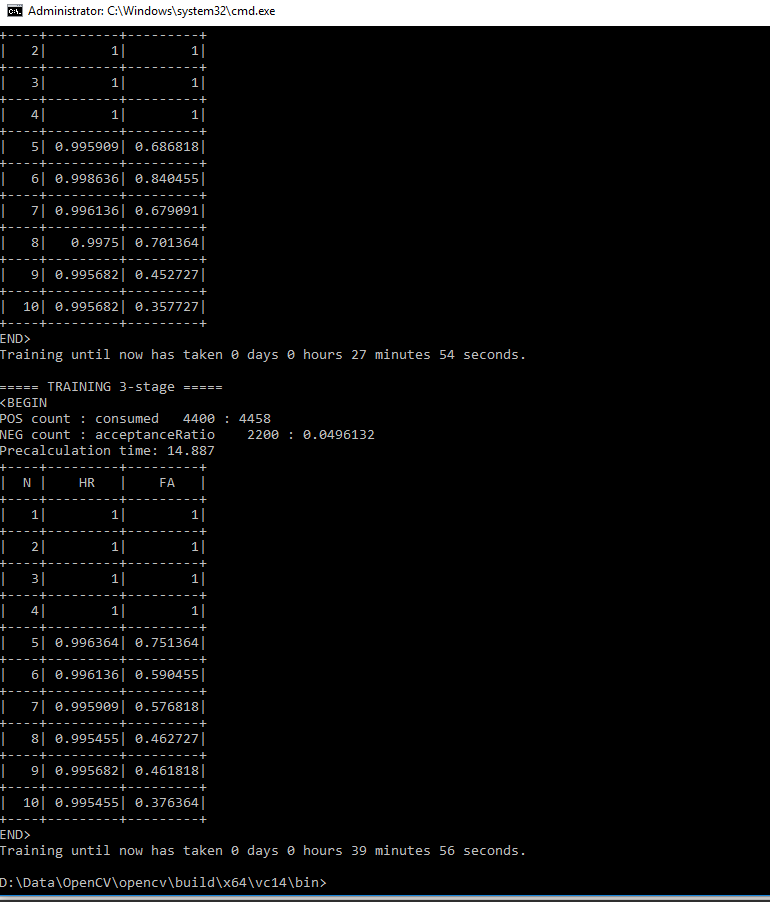 Administrator: C:\Windows\system32\cmd.exe
+----+---------+---------+
|   2|        1|        1|
+----+---------+---------+
|   3|        1|        1|
+----+---------+---------+
|   4|        1|        1|
+----+---------+---------+
|   5| 0.995909| 0.686818|
+----+---------+---------+
|   6| 0.998636| 0.840455|
+----+---------+---------+
|   7| 0.996136| 0.679091|
+----+---------+---------+
|   8|   0.9975| 0.701364|
+----+---------+---------+
|   9| 0.995682| 0.452727|
+----+---------+---------+
|  10| 0.995682| 0.357727|
+----+---------+---------+
END>
Training until now has taken 0 days 0 hours 27 minutes 54 seconds.

===== TRAINING 3-stage =====
<BEGIN
POS count : consumed   4400 : 4458
NEG count : acceptanceRatio    2200 : 0.0496132
Precalculation time: 14.887
+----+---------+---------+
|  N |    HR   |    FA   |
+----+---------+---------+
|   1|        1|        1|
+----+---------+---------+
|   2|        1|        1|
+----+---------+---------+
|   3|        1|        1|
+----+---------+---------+
|   4|        1|        1|
+----+---------+---------+
|   5| 0.996364| 0.751364|
+----+---------+---------+
|   6| 0.996136| 0.590455|
+----+---------+---------+
|   7| 0.995909| 0.576818|
+----+---------+---------+
|   8| 0.995455| 0.462727|
+----+---------+---------+
|   9| 0.995682| 0.461818|
+----+---------+---------+
|  10| 0.995455| 0.376364|
+----+---------+---------+
END>
Training until now has taken 0 days 0 hours 39 minutes 56 seconds.

D:\Data\OpenCV\opencv\build\x64\vc14\bin>